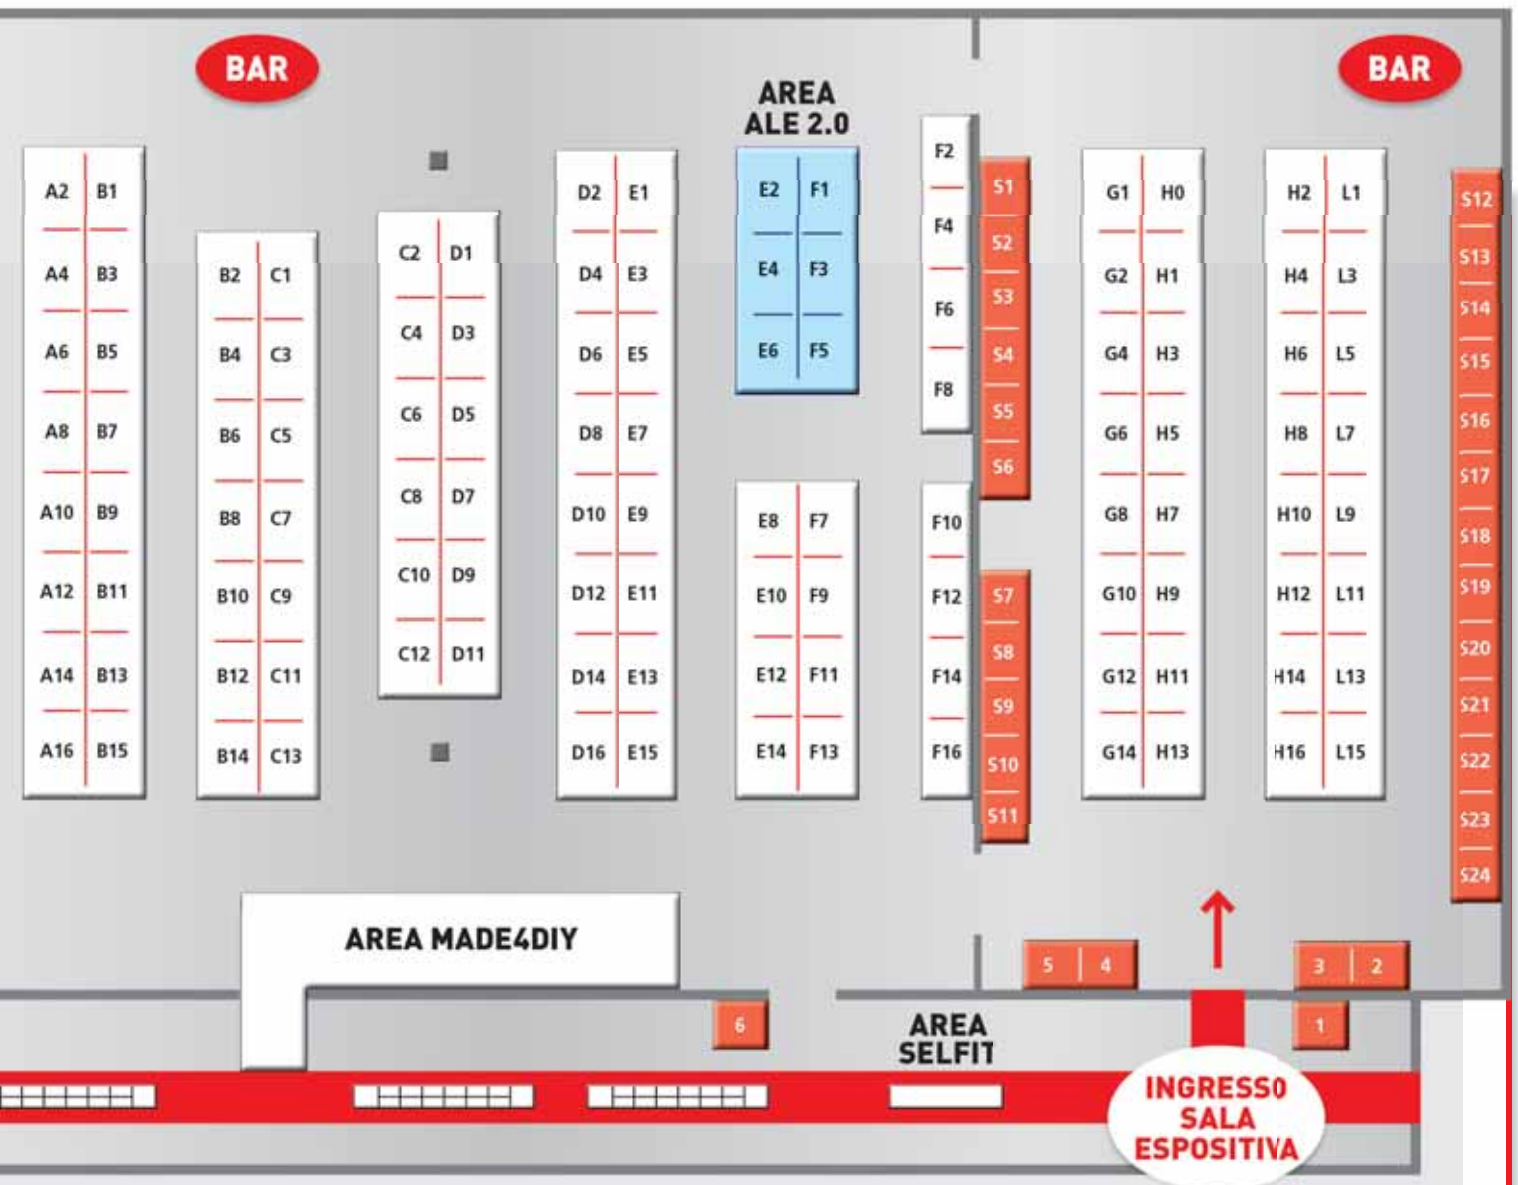 BAR
BAR
AREA
ALE 2.0
A2 B1
A4 B3
A6 B5
A8 B7
A10 B9
A12 B11
A14 B13
A16 B15
B2 C1
B4 C3
B6 C5
B8 C7
B10 C9
B12 C11
B14 C13
C2 D1
C4 D3
C6 D5
C8 D7
C10 D9
C12 D11
D2 E1
D4 E3
D6 E5
D8 E7
D10 E9
D12 E11
D14 E13
D16 E15
E2 F1
E4 F3
E6 F5
E8 F7
E10 F9
E12 F11
E14 F13
F2
F4
F6
F8
F10
F12
F14
F16
S1
S2
S3
S4
S5
S6
S7
S8
S9
S10
S11
G1 H0
G2 H1
G4 H3
G6 H5
G8 H7
G10 H9
G12 H11
G14 H13
H2 L1
H4 L3
H6 L5
H8 L7
H10 L9
H12 L11
H14 L13
H16 L15
S12
S13
S14
S15
S16
S17
S18
S19
S20
S21
S22
S23
S24
AREA MADE4DIY
5 4
3 2
6
AREA
SELFIT
1
INGRESSO
SALA
ESPOSITIVA